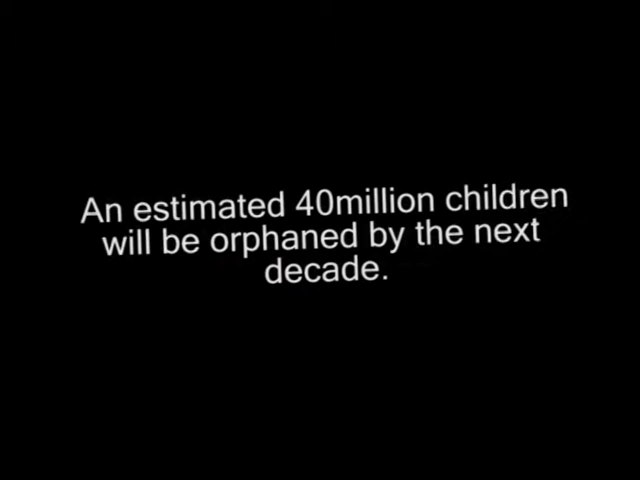 An estimated 40million children
will be orphaned by the next
decade.